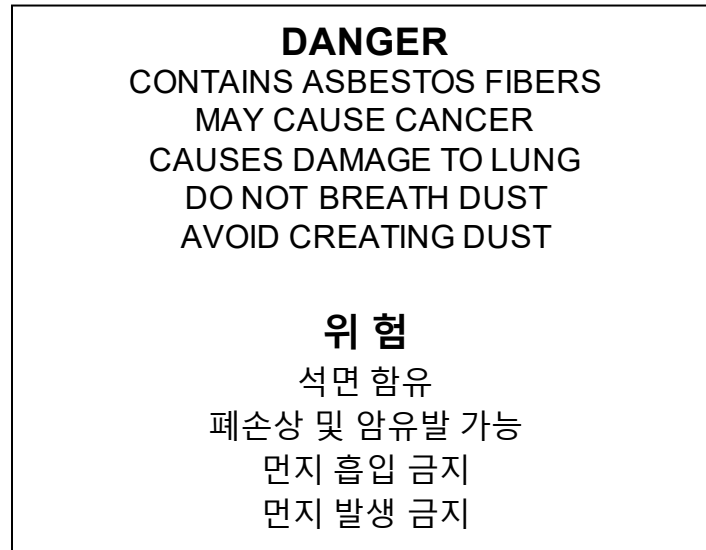 DANGER
CONTAINS ASBESTOS FIBERS
MAY CAUSE CANCER
CAUSES DAMAGE TO LUNG
DO NOT BREATH DUST
AVOID CREATING DUST
위 험
석면 함유
폐손상 및 암유발 가능
먼지 흡입 금지
먼지 발생 금지